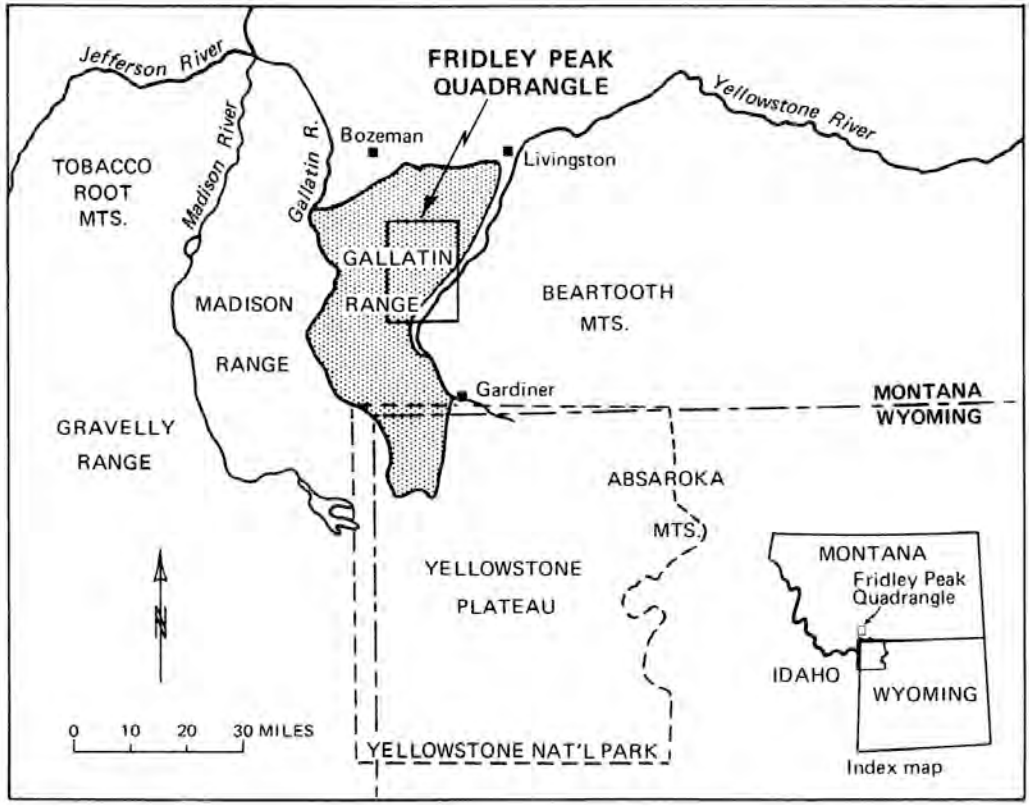 FRIDLEY PEAK
QUADRANGLE
Jefferson River
Madison River
Gallatin R.
Yellowstone River
Bozeman
Livingston
TOBACCO
ROOT
MTS.
GALLATIN
RANGE
MADISON
RANGE
BEARTOOTH
MTS.
Gardiner
MONTANA
WYOMING
GRAVELLY
RANGE
ABSAROKA
MTS.
YELLOWSTONE
PLATEAU
N
0 10 20 30 MILES
YELLOWSTONE NAT'L PARK
MONTANA
Fridley Peak
Quadrangle
IDAHO
WYOMING
Index map